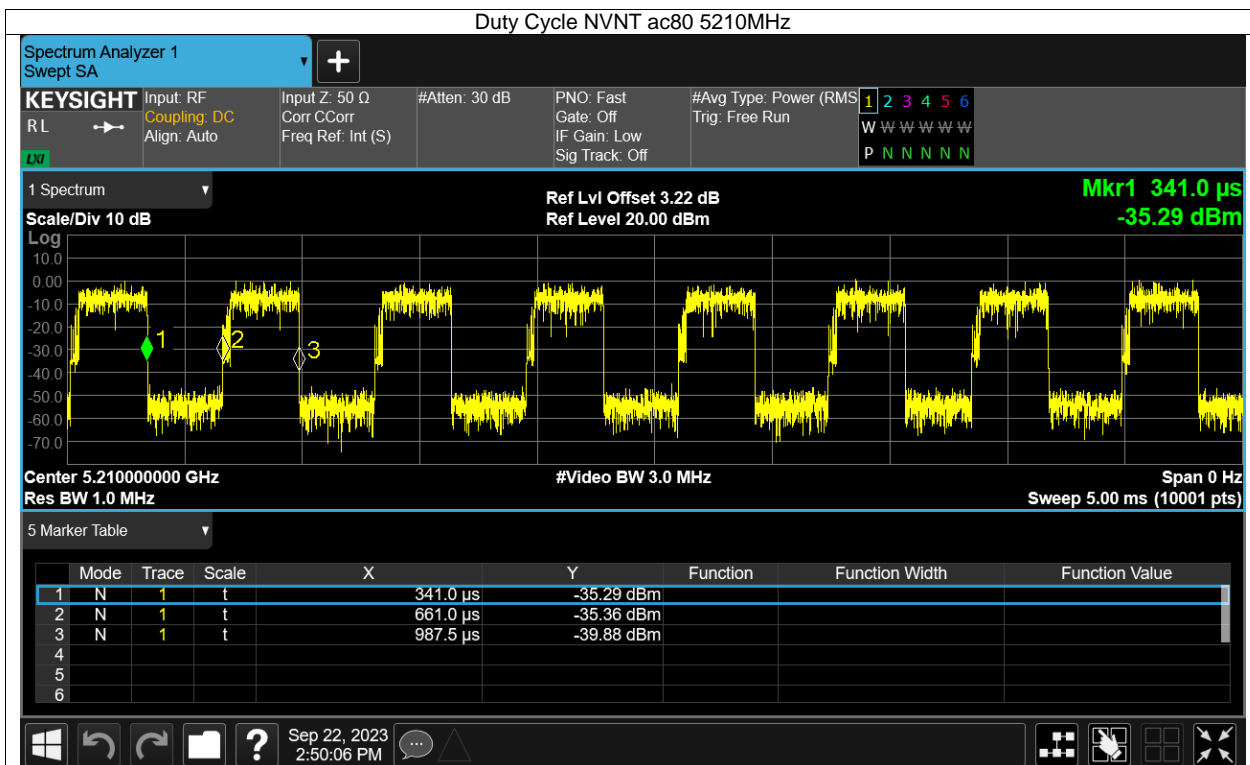 Duty Cycle NVNT ac80 5210MHz
Spectrum Analyzer 1
Swept SA
KEYSIGHT Input: RF Input Z: 50 Ω #Atten: 30 dB PNO: Fast #Avg Type: Power (RMS 1 2 3 4 5 6
RL Coupling: DC Corr CCorr Gate: Off Trig: Free Run W W W W W W
Align: Auto Freq Ref: Int (S) IF Gain: Low
LXI Sig Track: Off P N N N N N
1 Spectrum Ref Lvl Offset 3.22 dB Mkr1 341.0 µs
Scale/Div 10 dB Ref Level 20.00 dBm -35.29 dBm
Log
10.0
0.00
-10.0
-20.0
1 2
-30.0
3
-40.0
-50.0
-60.0
-70.0
Center 5.210000000 GHz #Video BW 3.0 MHz Span 0 Hz
Res BW 1.0 MHz Sweep 5.00 ms (10001 pts)
5 Marker Table
Mode Trace Scale X Y Function Function Width Function Value
1 N 1 t 341.0 µs -35.29 dBm
2 N 1 t 661.0 µs -35.36 dBm
3 N 1 t 987.5 µs -39.88 dBm
4
5
6
? Sep 22, 2023
2:50:06 PM